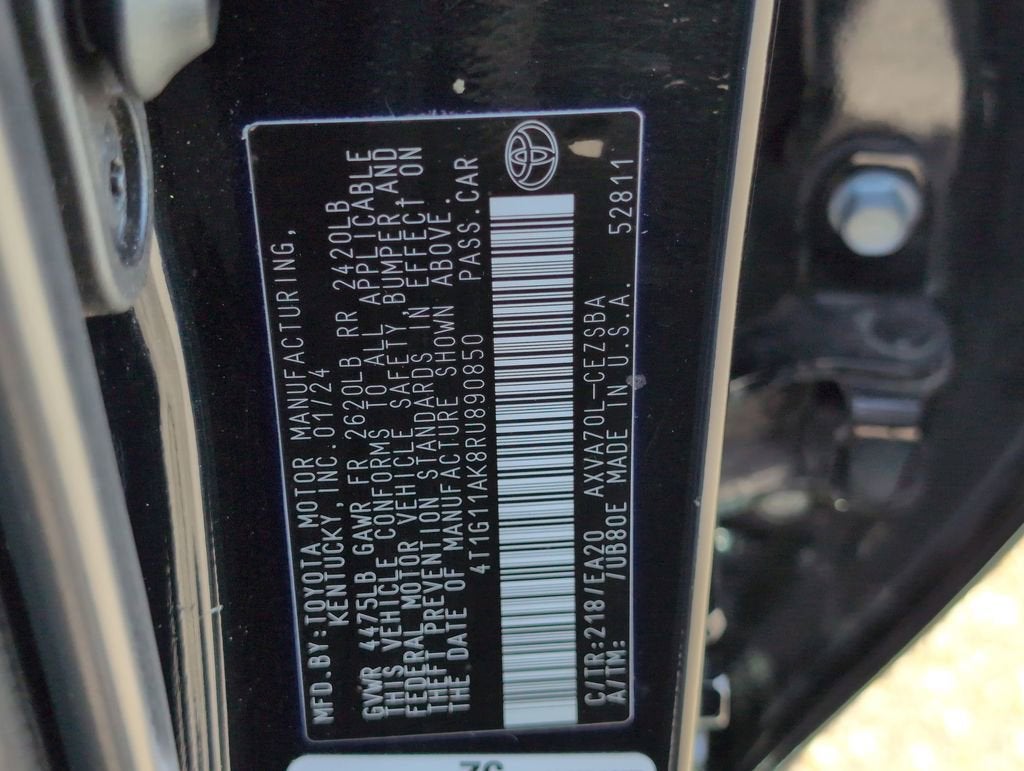 MFD.BY:TOYOTA MOTOR MANUFACTURING,
KENTUCKY, INC.01/24
GVWR 4475LB GAWR FR 2620LB RR 2420LB
THIS VEHICLE CONFORMS TO ALL APPLICABLE
FEDERAL MOTOR VEHICLE SAFETY,BUMPER,AND
THEFT PREVENTION STANDARDS IN EFFECT ON
THE DATE OF MANUFACTURE SHOWN ABOVE.
4T1G11AK8RU890850 PASS.CAR
C/TR:218/EA20 AXVA70L-CEZSBA
A/TM: /UB80E MADE IN U.S.A. 52811